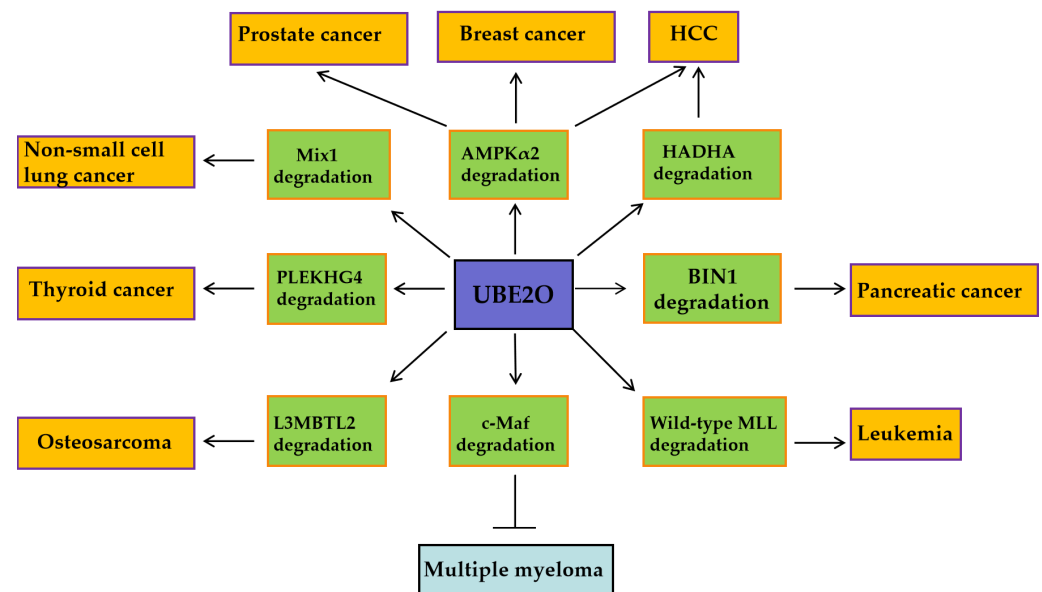 Prostate cancer
Breast cancer
HCC
Non-small cell
lung cancer
Mix1
degradation
AMPKα2
degradation
HADHA
degradation
Thyroid cancer
PLEKHG4
degradation
UBE2O
BIN1
degradation
Pancreatic cancer
Osteosarcoma
L3MBTL2
degradation
c-Maf
degradation
Wild-type MLL
degradation
Leukemia
Multiple myeloma